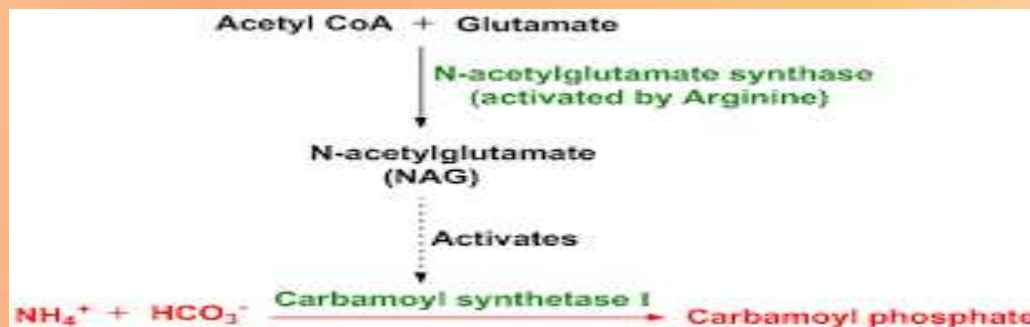 Acetyl CoA + Glutamate
N-acetylglutamate synthase
(activated by Arginine)
N-acetylglutamate
(NAG)
Activates
Carbamoyl synthetase I
NH₄⁺ + HCO₃⁻ Carbamoyl phosphate